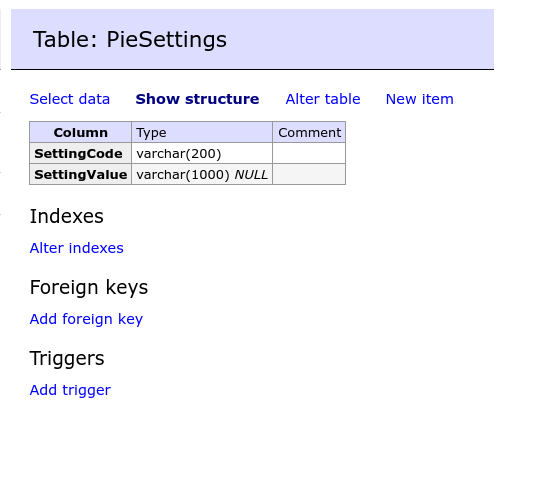 Table: PieSettings
Select data Show structure Alter table New item
Column Type Comment
SettingCode varchar(200)
SettingValue varchar(1000) NULL
Indexes
Alter indexes
Foreign keys
Add foreign key
Triggers
Add trigger